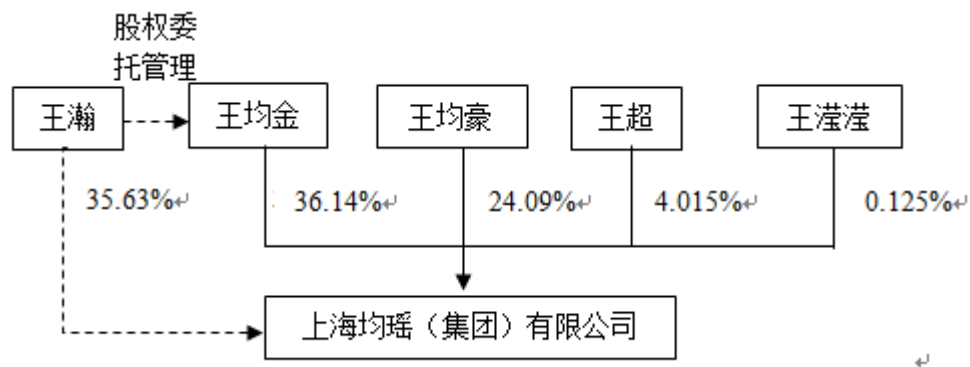 股权委
托管理
王瀚
王均金
王均豪
王超
王滢滢
35.63%
36.14%
24.09%
4.015%
0.125%
上海均瑶（集团）有限公司